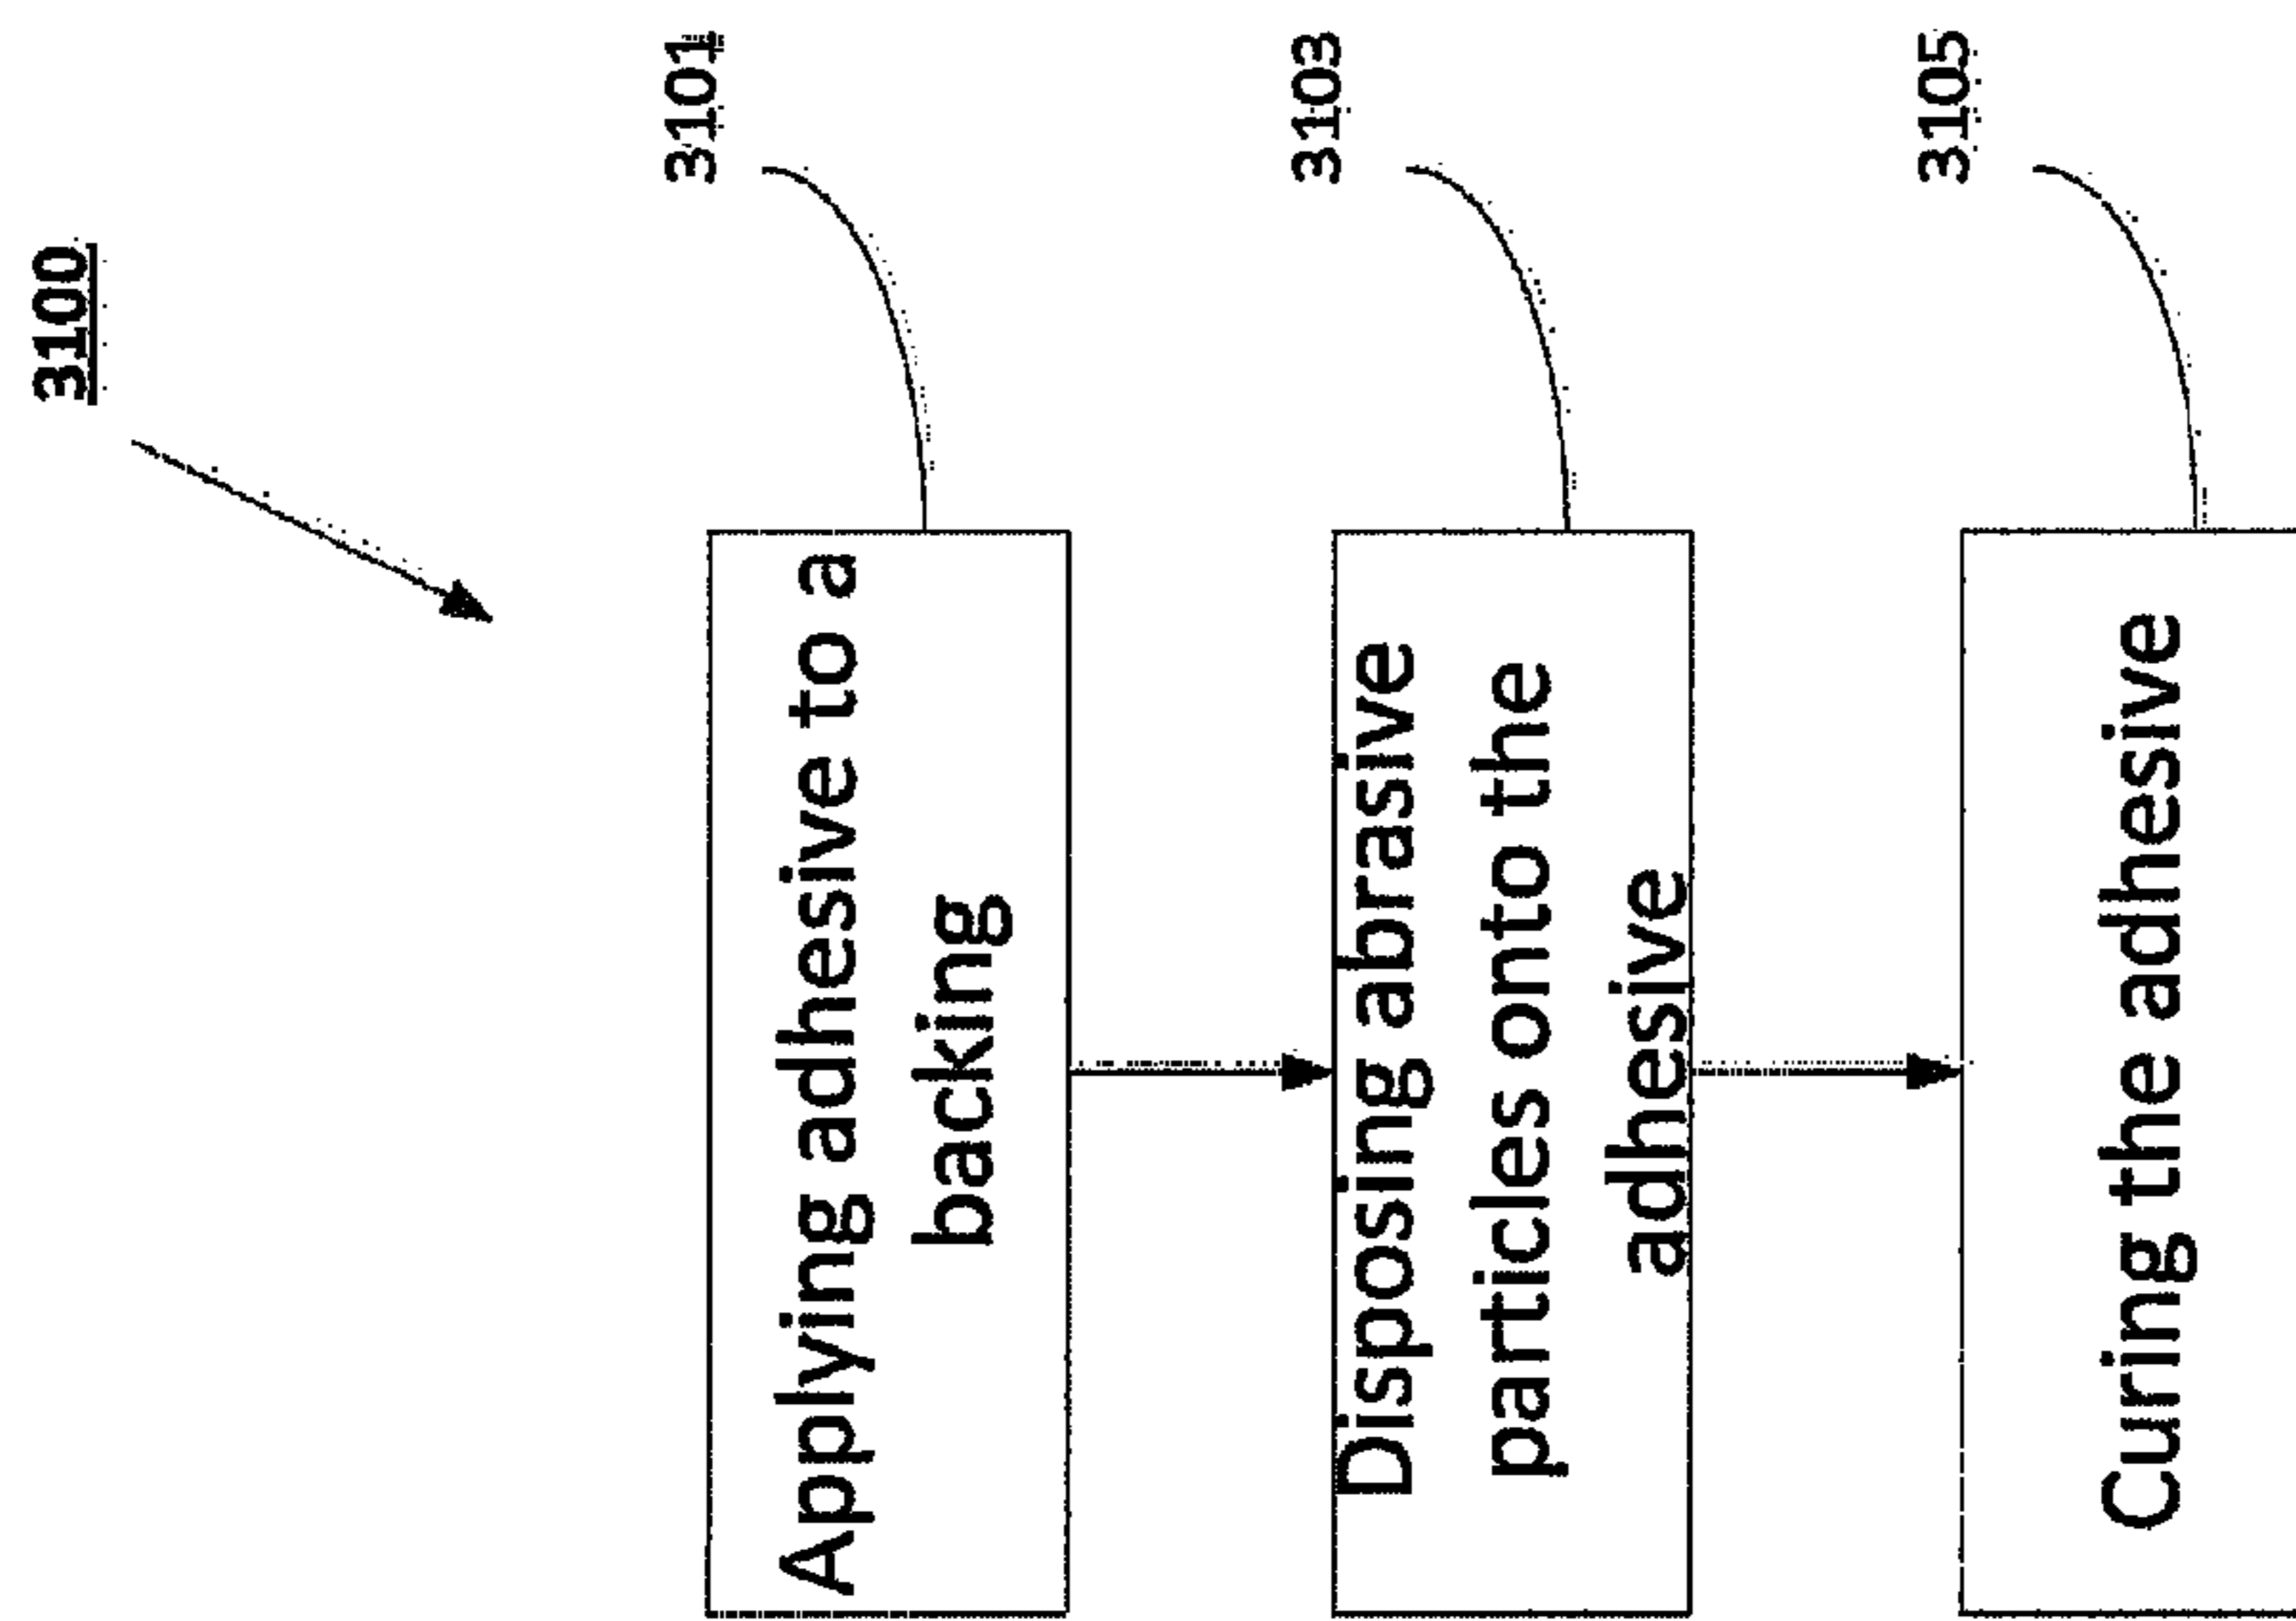 3100
3101
Applying adhesive to a
backing
3103
Disposing abrasive
particles onto the
adhesive
3105
Curing the adhesive